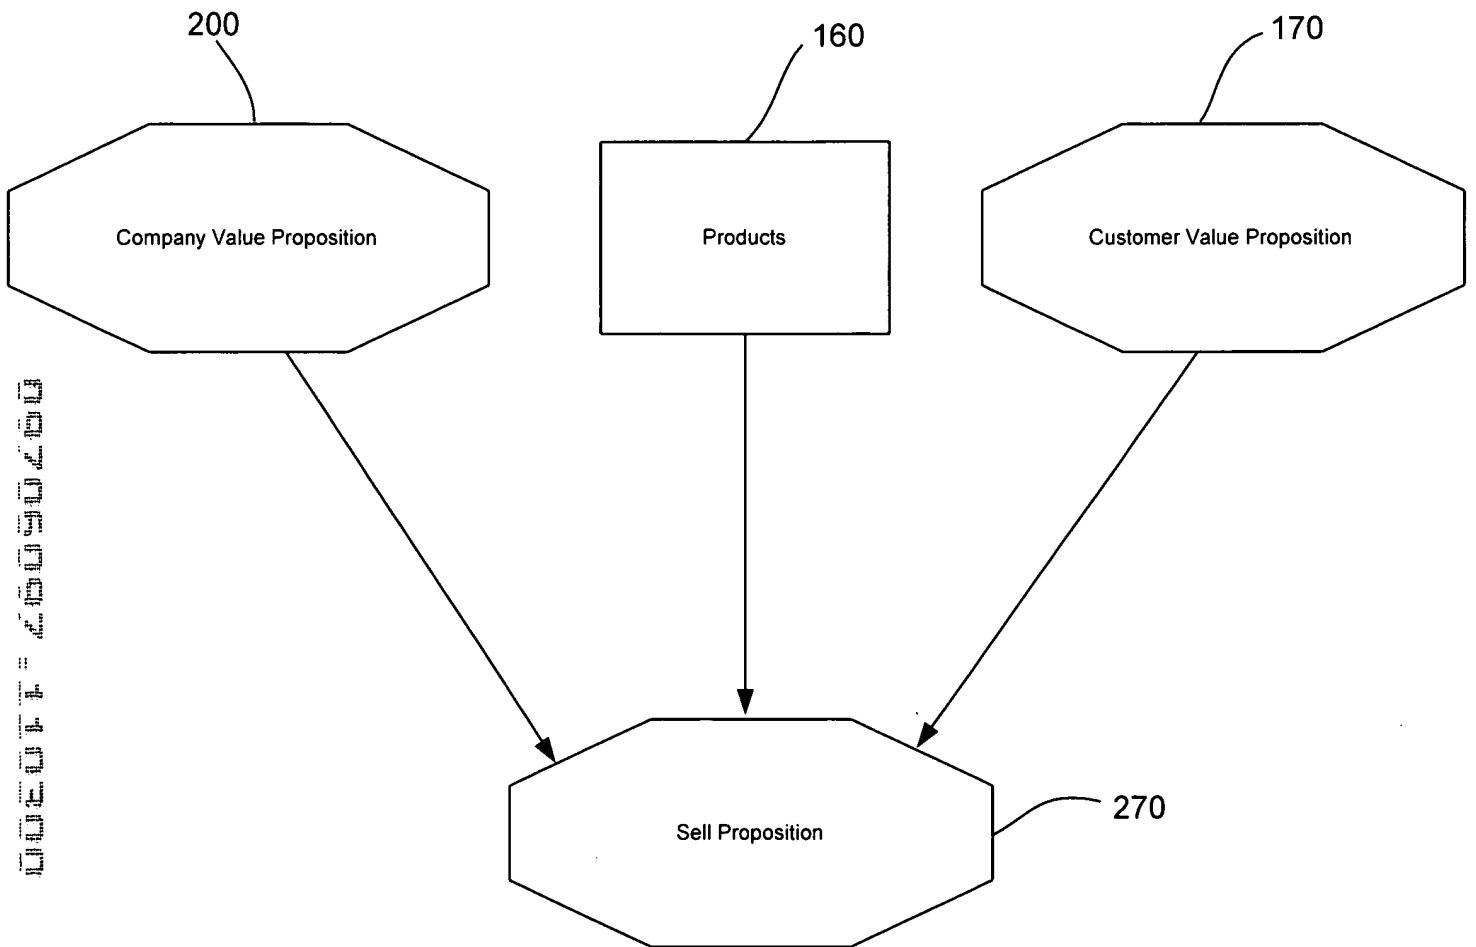 200
160
170
Company Value Proposition
Products
Customer Value Proposition
Sell Proposition
270